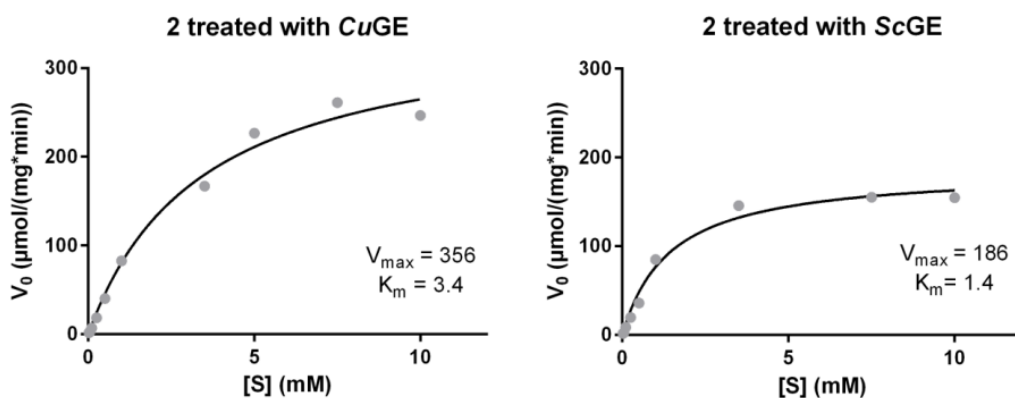 2 treated with CuGE
300
200
100
0
0
5
10
V₀ (µmol/(mg*min))
[S] (mM)
Vmax = 356
Km = 3.4
2 treated with ScGE
300
200
100
0
0
5
10
V₀ (µmol/(mg*min))
[S] (mM)
Vmax = 186
Km= 1.4